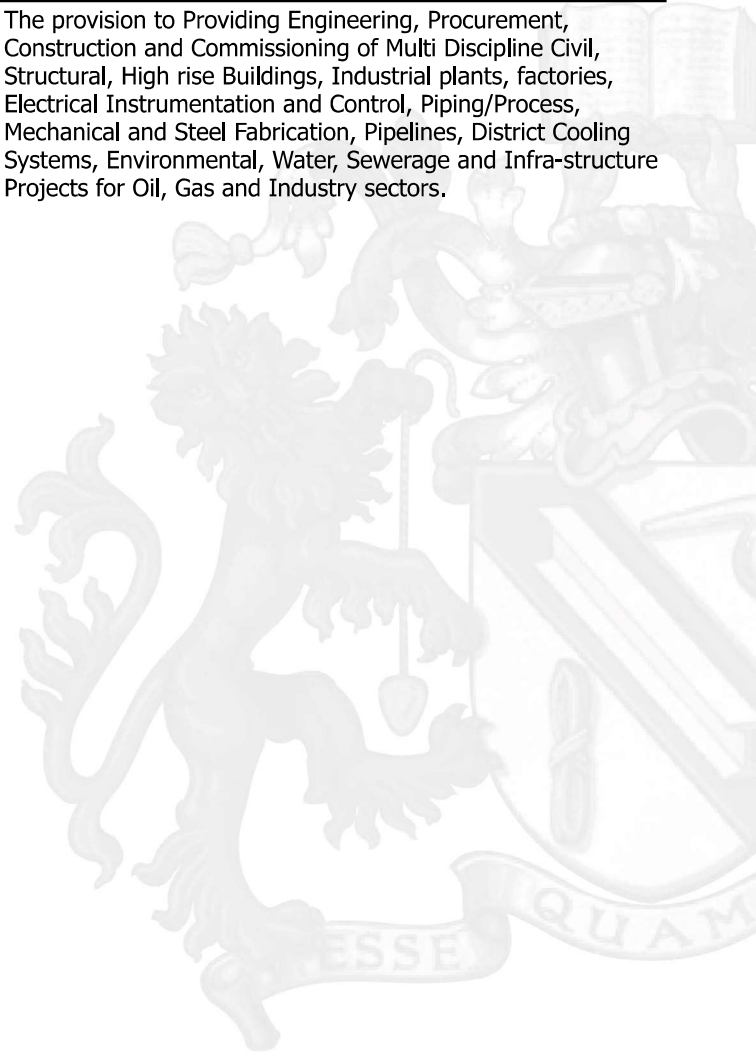 The provision to Providing Engineering, Procurement,
Construction and Commissioning of Multi Discipline Civil,
Structural, High rise Buildings, Industrial plants, factories,
Electrical Instrumentation and Control, Piping/Process,
Mechanical and Steel Fabrication, Pipelines, District Cooling
Systems, Environmental, Water, Sewerage and Infra-structure
Projects for Oil, Gas and Industry sectors.
ESSE
QUAM